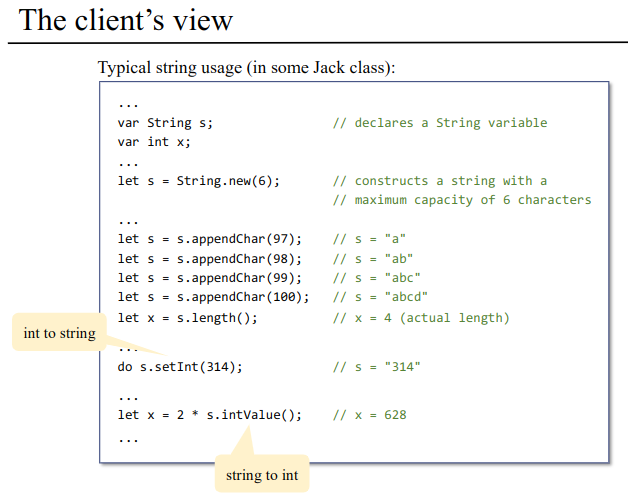 The client’s view
Typical string usage (in some Jack class):
...
var String s; // declares a String variable
var int x;
...
let s = String.new(6); // constructs a string with a
// maximum capacity of 6 characters
...
let s = s.appendChar(97); // s = "a"
let s = s.appendChar(98); // s = "ab"
let s = s.appendChar(99); // s = "abc"
let s = s.appendChar(100); // s = "abcd"
let x = s.length(); // x = 4 (actual length)
int to string
...
do s.setInt(314); // s = "314"
...
let x = 2 * s.intValue(); // x = 628
...
string to int